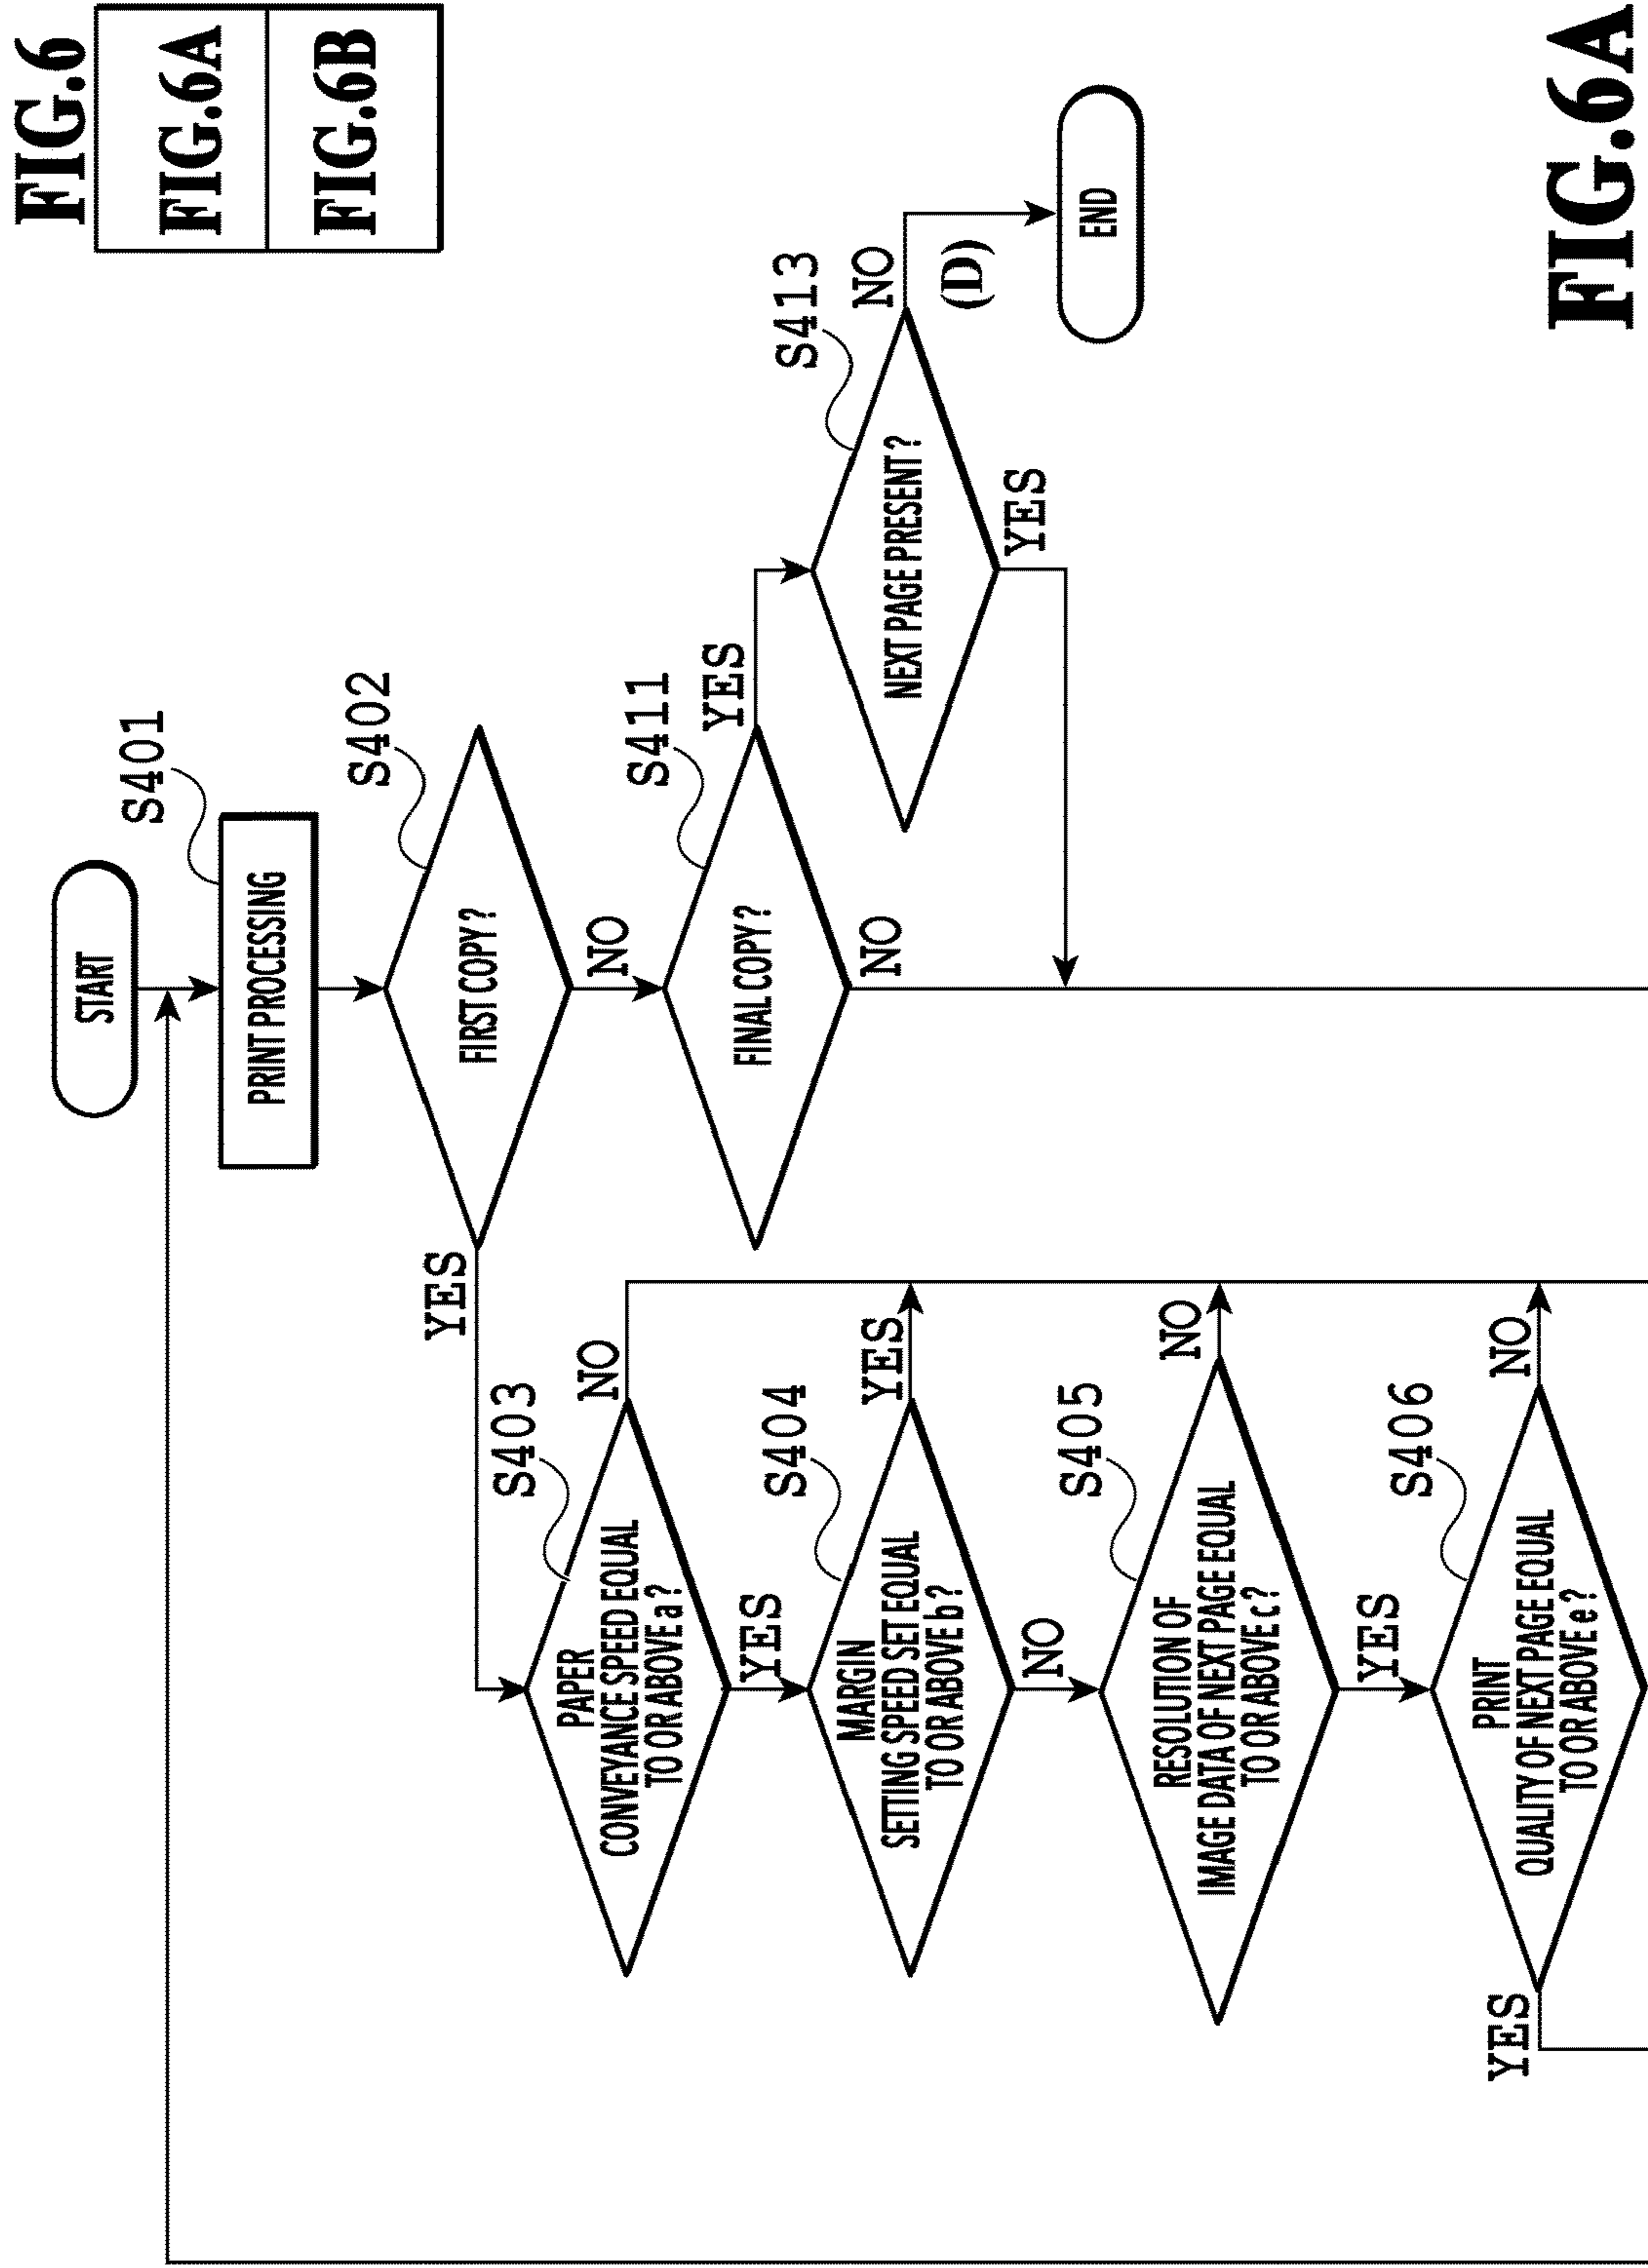 FIG.6
FIG.6A
FIG.6B
START
S401
PRINT PROCESSING
S402
FIRST COPY ?
YES
NO
S411
FINAL COPY ?
YES
NO
S413
NEXT PAGE PRESENT ?
NO
(D)
YES
END
S403
PAPER
CONVEYANCE SPEED EQUAL
TO OR ABOVE a ?
NO
YES
S404
MARGIN
SETTING SPEED SET EQUAL
TO OR ABOVE b ?
YES
NO
S405
RESOLUTION OF
IMAGE DATA OF NEXT PAGE EQUAL
TO OR ABOVE c ?
NO
YES
S406
PRINT
QUALITY OF NEXT PAGE EQUAL
TO OR ABOVE e ?
NO
YES
FIG.6A